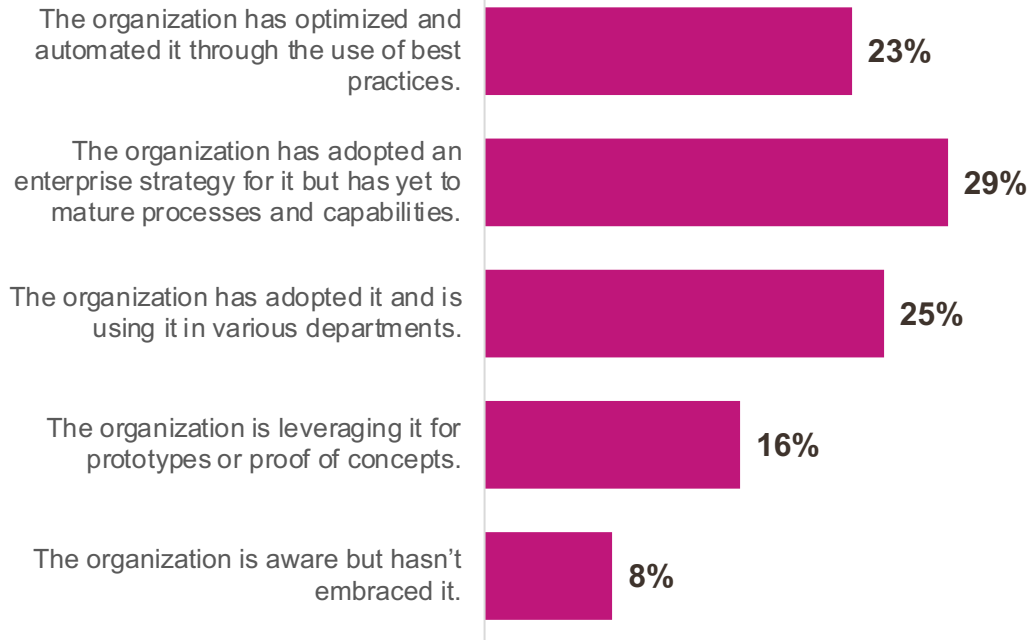 The organization has optimized and
automated it through the use of best
practices.
23%
The organization has adopted an
enterprise strategy for it but has yet to
mature processes and capabilities.
29%
The organization has adopted it and is
using it in various departments.
25%
The organization is leveraging it for
prototypes or proof of concepts.
16%
The organization is aware but hasn’t
embraced it.
8%